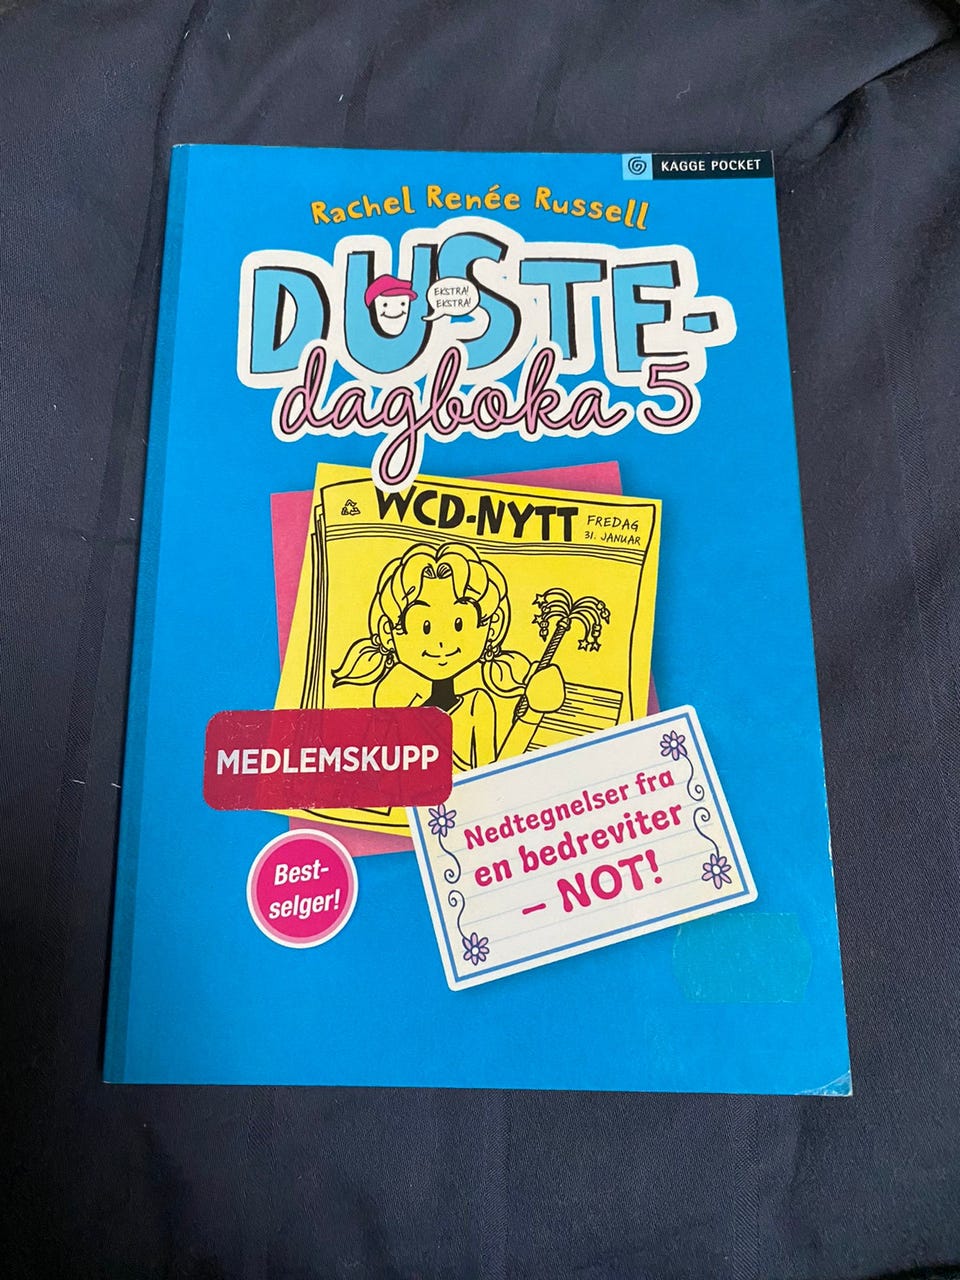 KAGGE POCKET
Rachel Renée Russell
DUSTE-
EKSTRA!
EKSTRA!
dagboka 5
WCD-NYTT
FREDAG
31. JANUAR
MEDLEMSKUPP
Nedtegnelser fra
en bedreviter
– NOT!
Best-
selger!